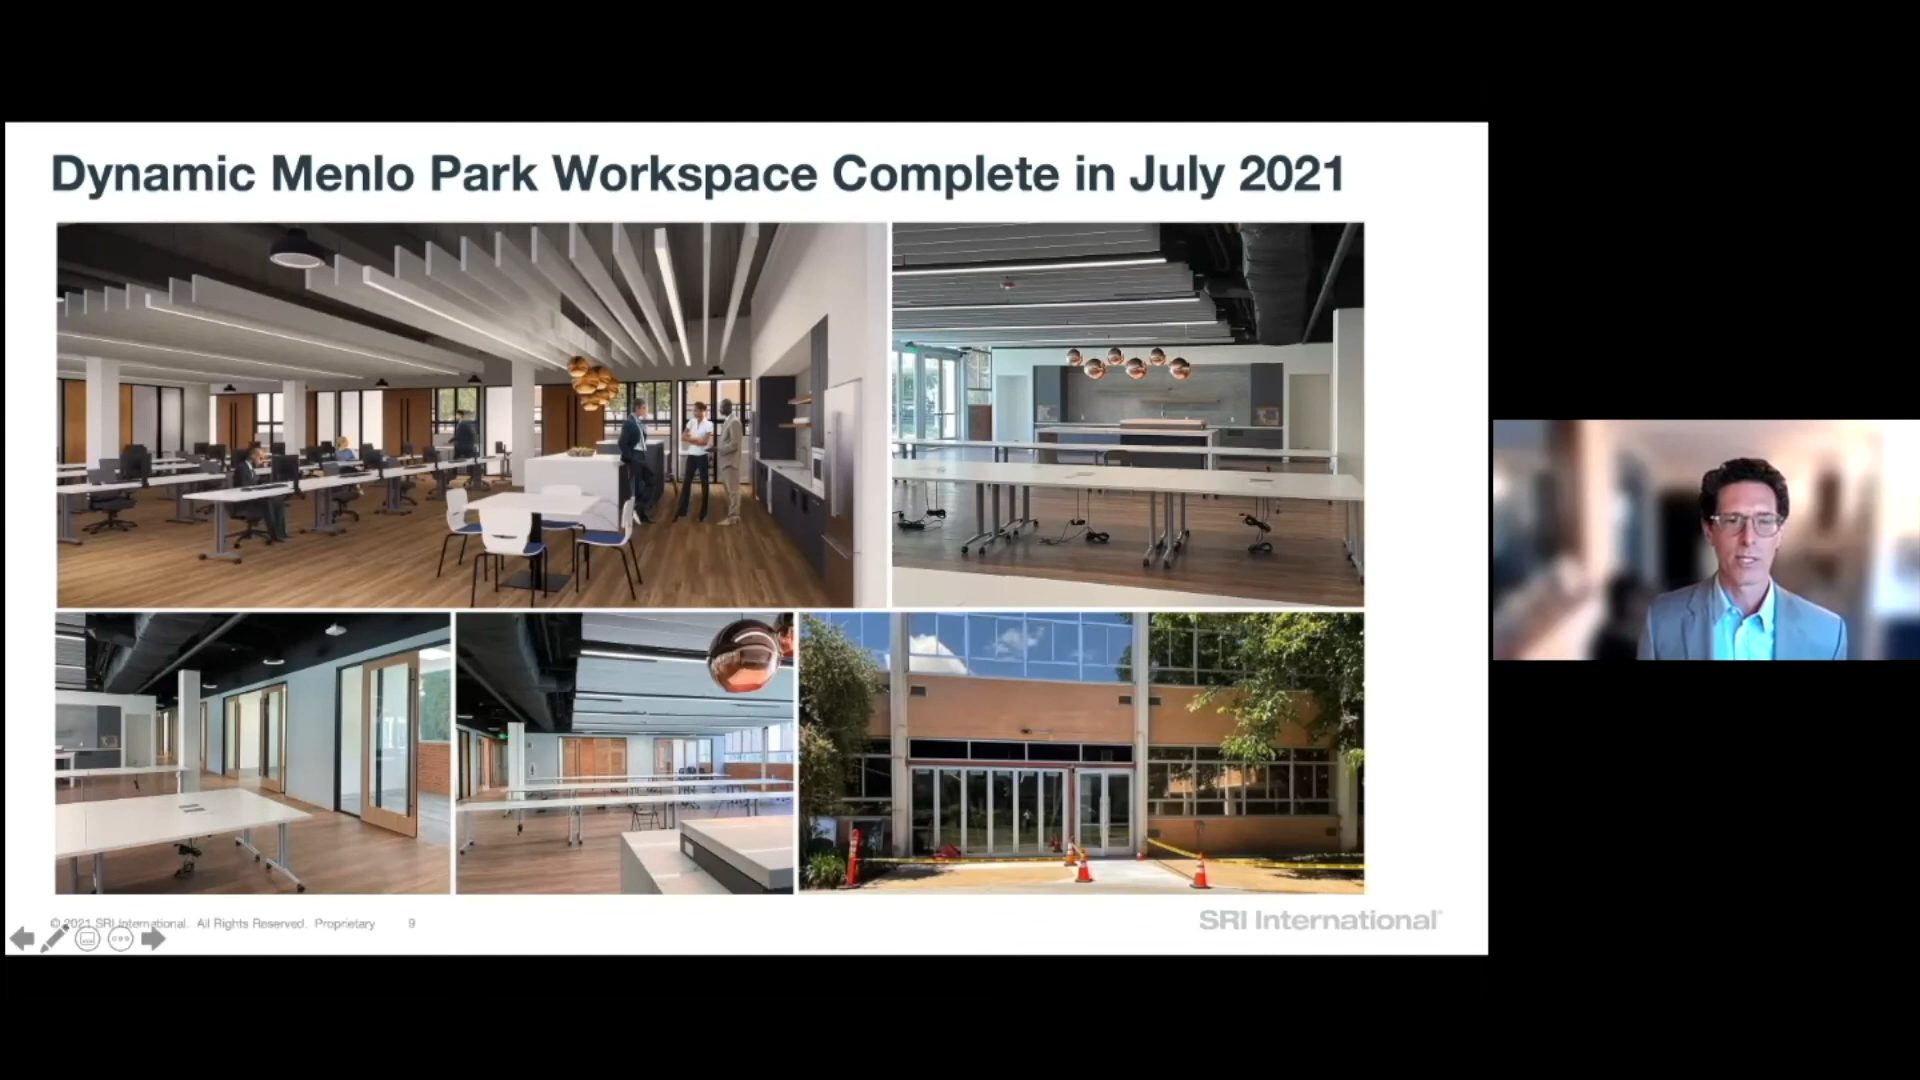 Dynamic Menlo Park Workspace Complete in July 2021
© 2021 SRI International. All Rights Reserved. Proprietary 9
SRI International